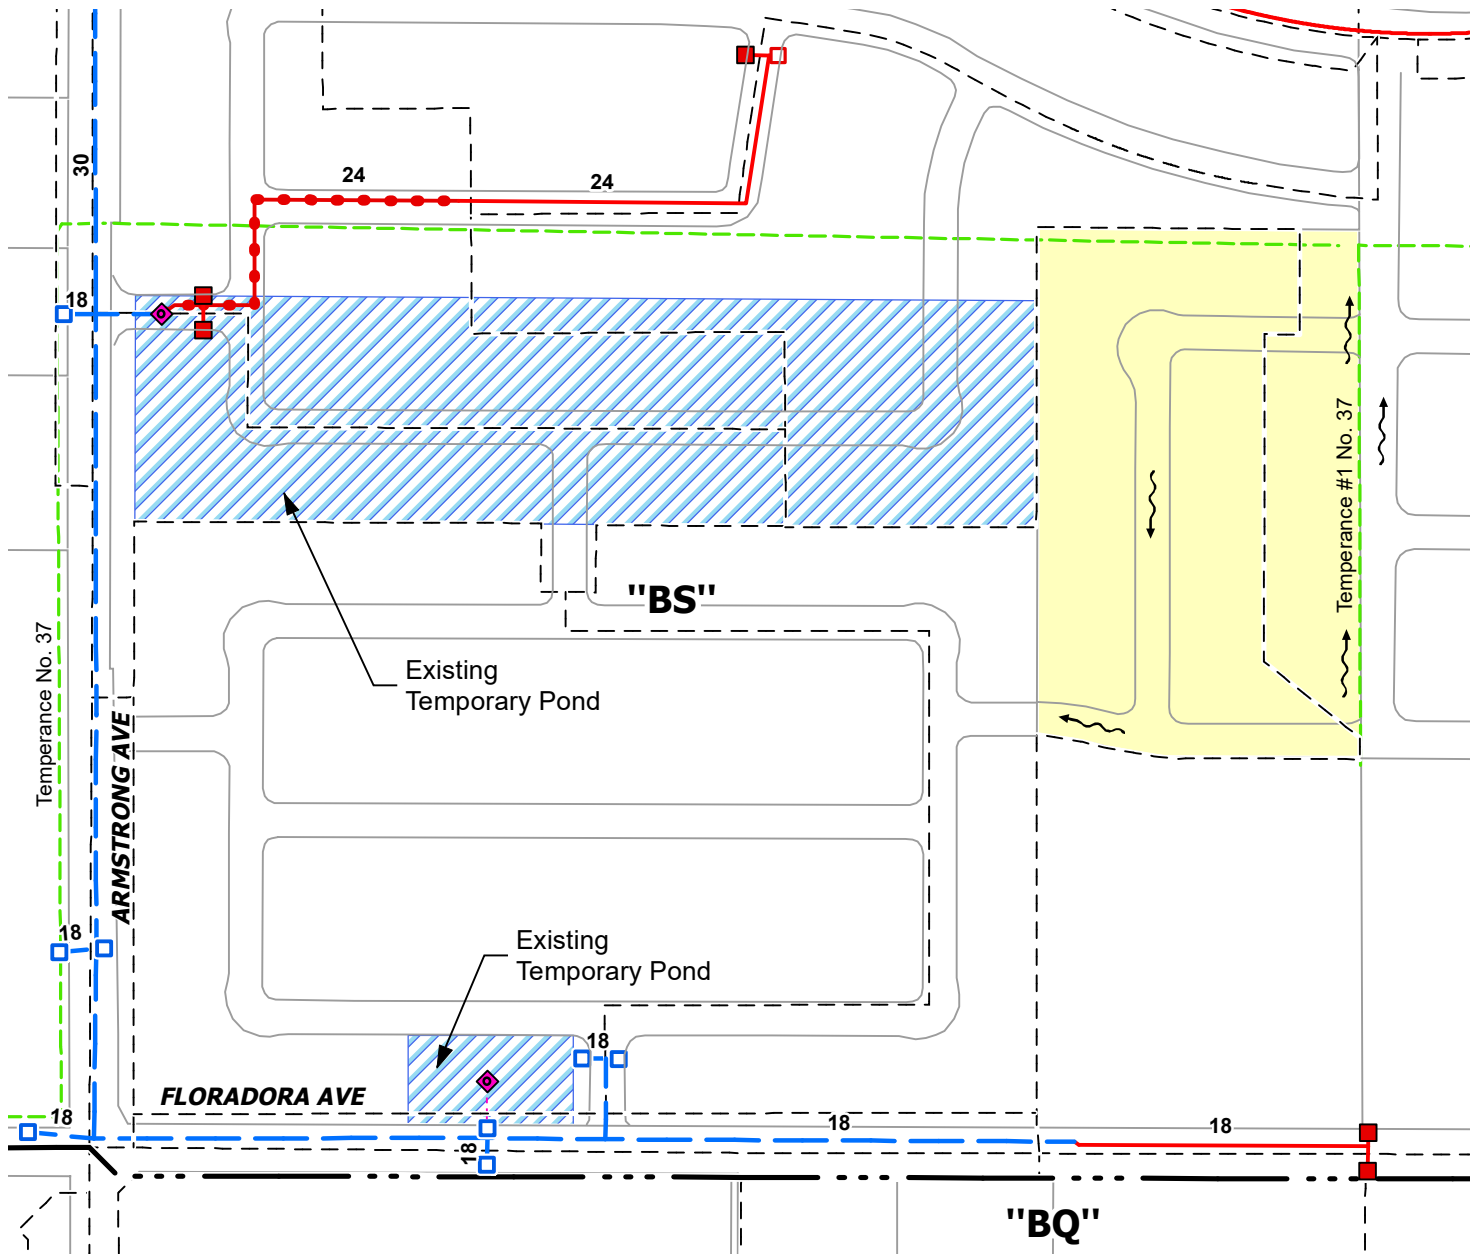 30
24
24
18
Temperance #1 No. 37
"BS"
Existing
Temporary Pond
Temperance No. 37
ARMSTRONG AVE
18
Existing
Temporary Pond
18
FLORADORA AVE
18
18
18
18
"BQ"